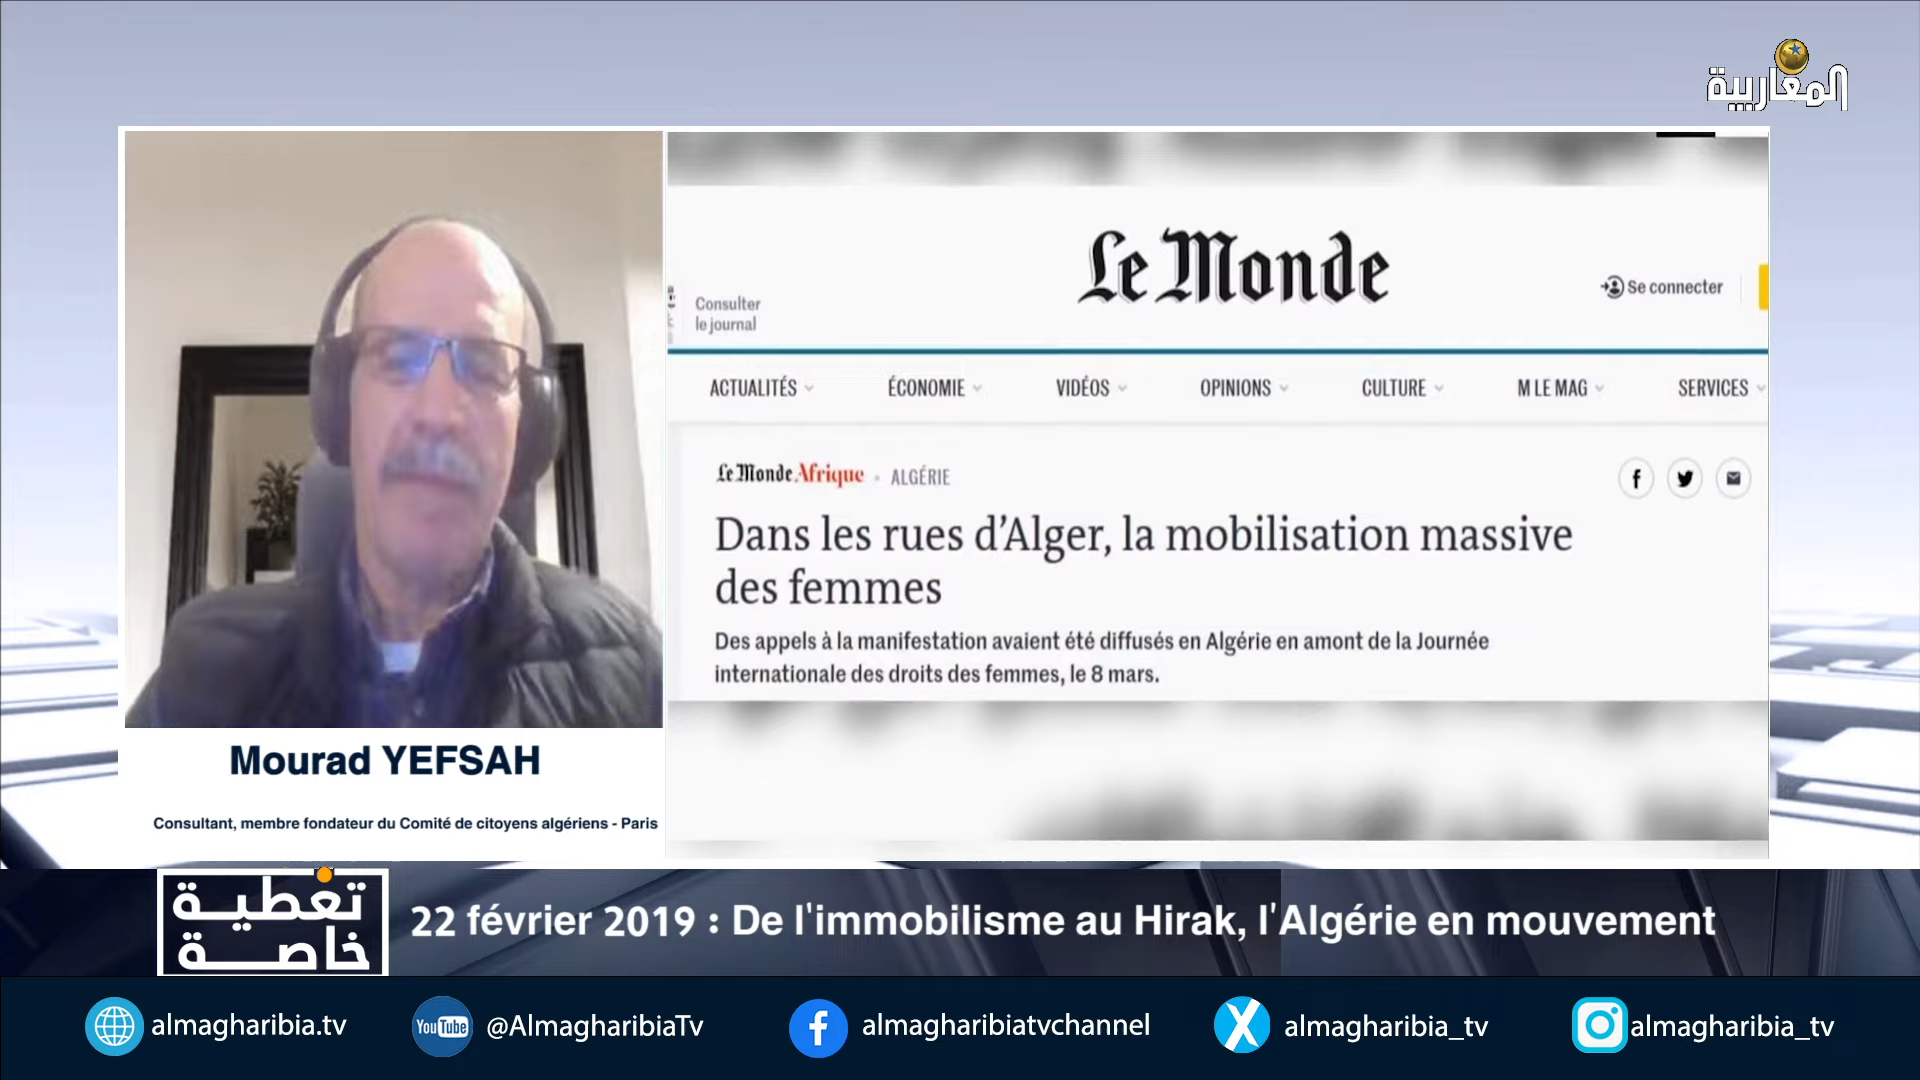 المغاربية
Le Monde
Consulter
le journal
Se connecter
ACTUALITÉS
ÉCONOMIE
VIDÉOS
OPINIONS
CULTURE
M LE MAG
SERVICES
Le Monde Afrique • ALGÉRIE
Dans les rues d’Alger, la mobilisation massive
des femmes
Des appels à la manifestation avaient été diffusés en Algérie en amont de la Journée
internationale des droits des femmes, le 8 mars.
Mourad YEFSAH
Consultant, membre fondateur du Comité de citoyens algériens - Paris
تغطية
خاصة
22 février 2019 : De l'immobilisme au Hirak, l'Algérie en mouvement
almagharibia.tv
YouTube
@AlmagharibiaTv
almagharibiatvchannel
almagharibia_tv
almagharibia_tv